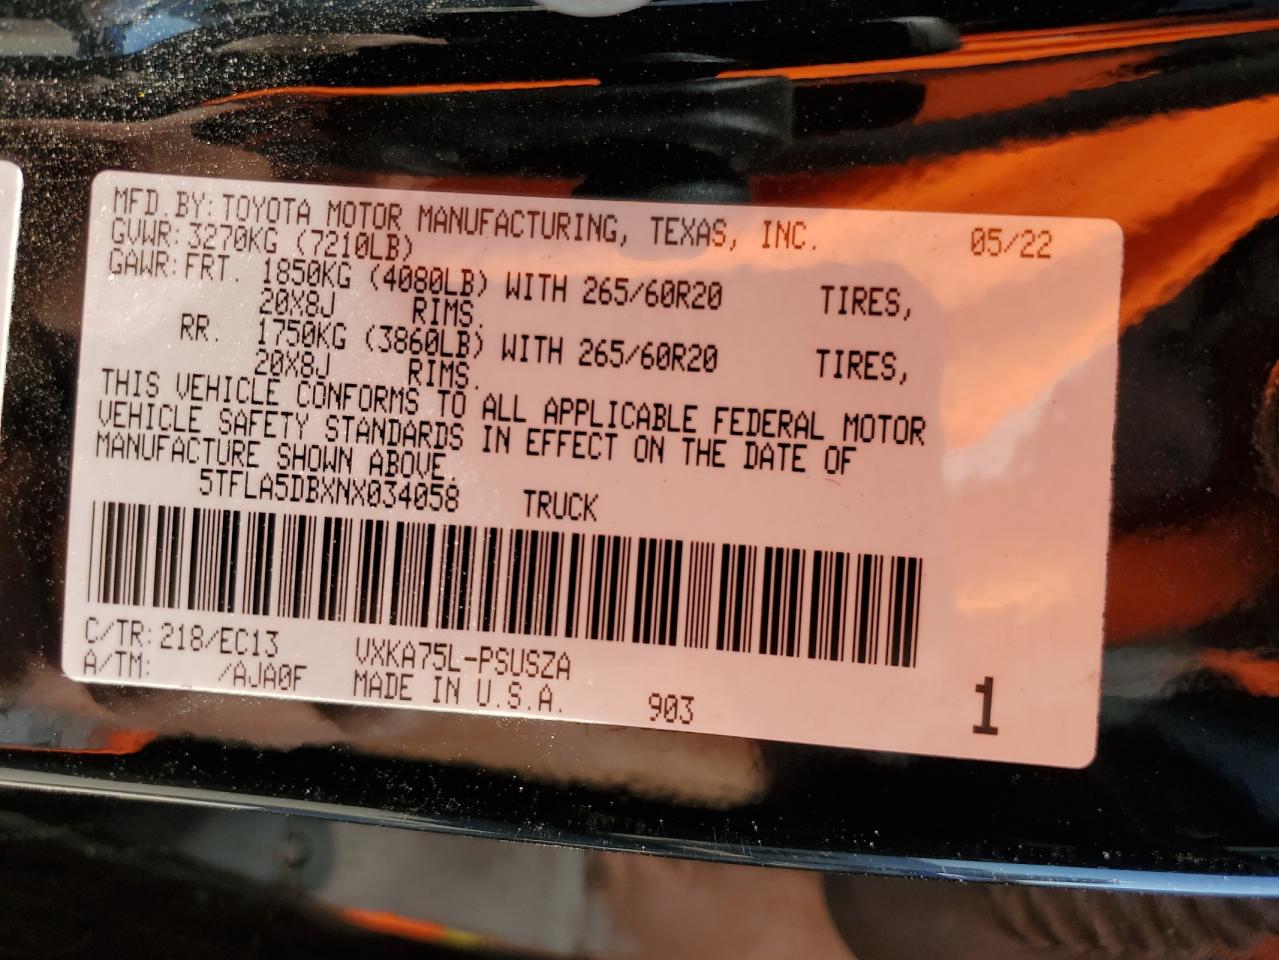 MFD.BY: TOYOTA MOTOR MANUFACTURING, TEXAS, INC. 05/22
GVWR: 3270KG (7210LB)
GAWR: FRT. 1850KG (4080LB) WITH 265/60R20 TIRES,
20X8J RIMS.
RR. 1750KG (3860LB) WITH 265/60R20 TIRES,
20X8J RIMS.
THIS VEHICLE CONFORMS TO ALL APPLICABLE FEDERAL MOTOR
VEHICLE SAFETY STANDARDS IN EFFECT ON THE DATE OF
MANUFACTURE SHOWN ABOVE.
5TFLA5DBXNX034058 TRUCK
C/TR: 218/EC13 VXKA75L-PSUSZA
A/TM: _ /AJA0F MADE IN U.S.A. 903 1